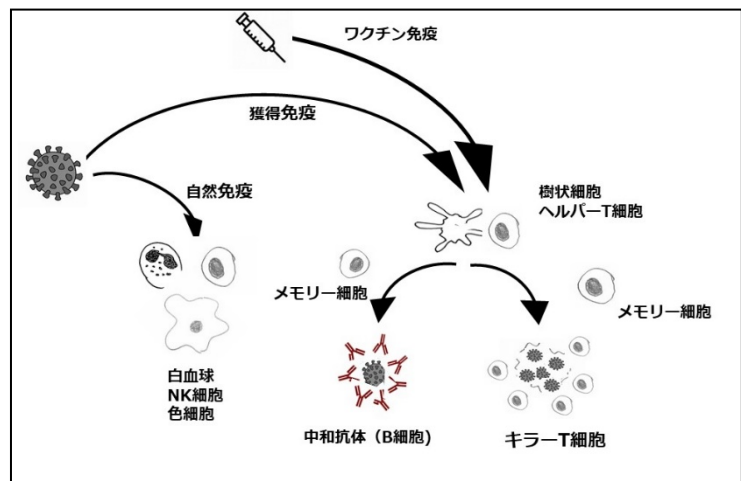 ワクチン免疫
獲得免疫
自然免疫
樹状細胞
ヘルパーT細胞
メモリー細胞
メモリー細胞
白血球
NK細胞
色細胞
中和抗体（B細胞)
キラーT細胞